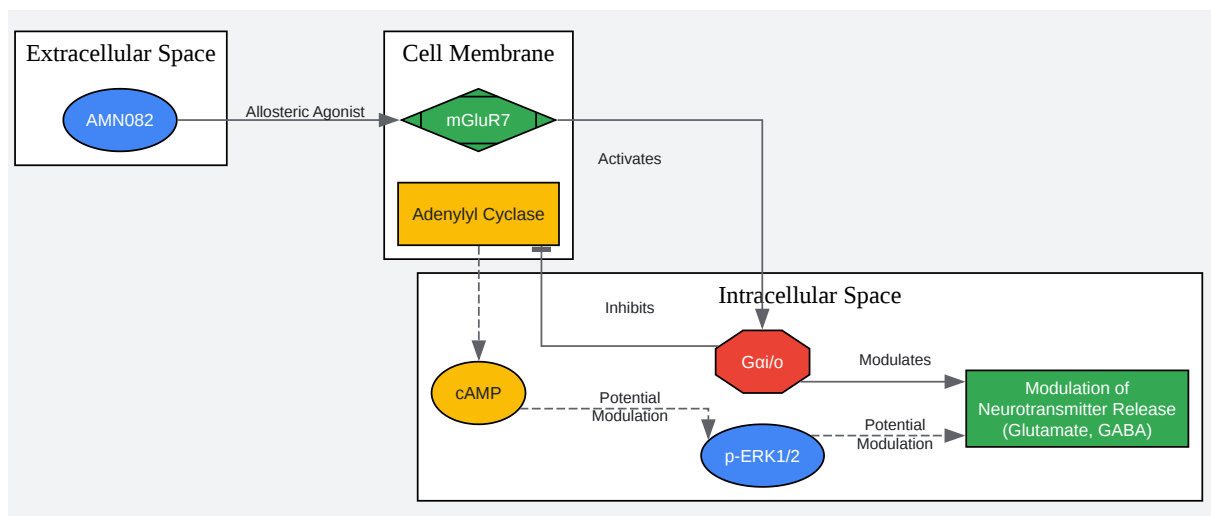 Extracellular Space
Cell Membrane
AMN082
Allosteric Agonist
mGluR7
Activates
Adenylyl Cyclase
Intracellular Space
Inhibits
Gαi/o
Modulates
cAMP
Potential
Modulation
Modulation of
Neurotransmitter Release
(Glutamate, GABA)
Potential
Modulation
p-ERK1/2